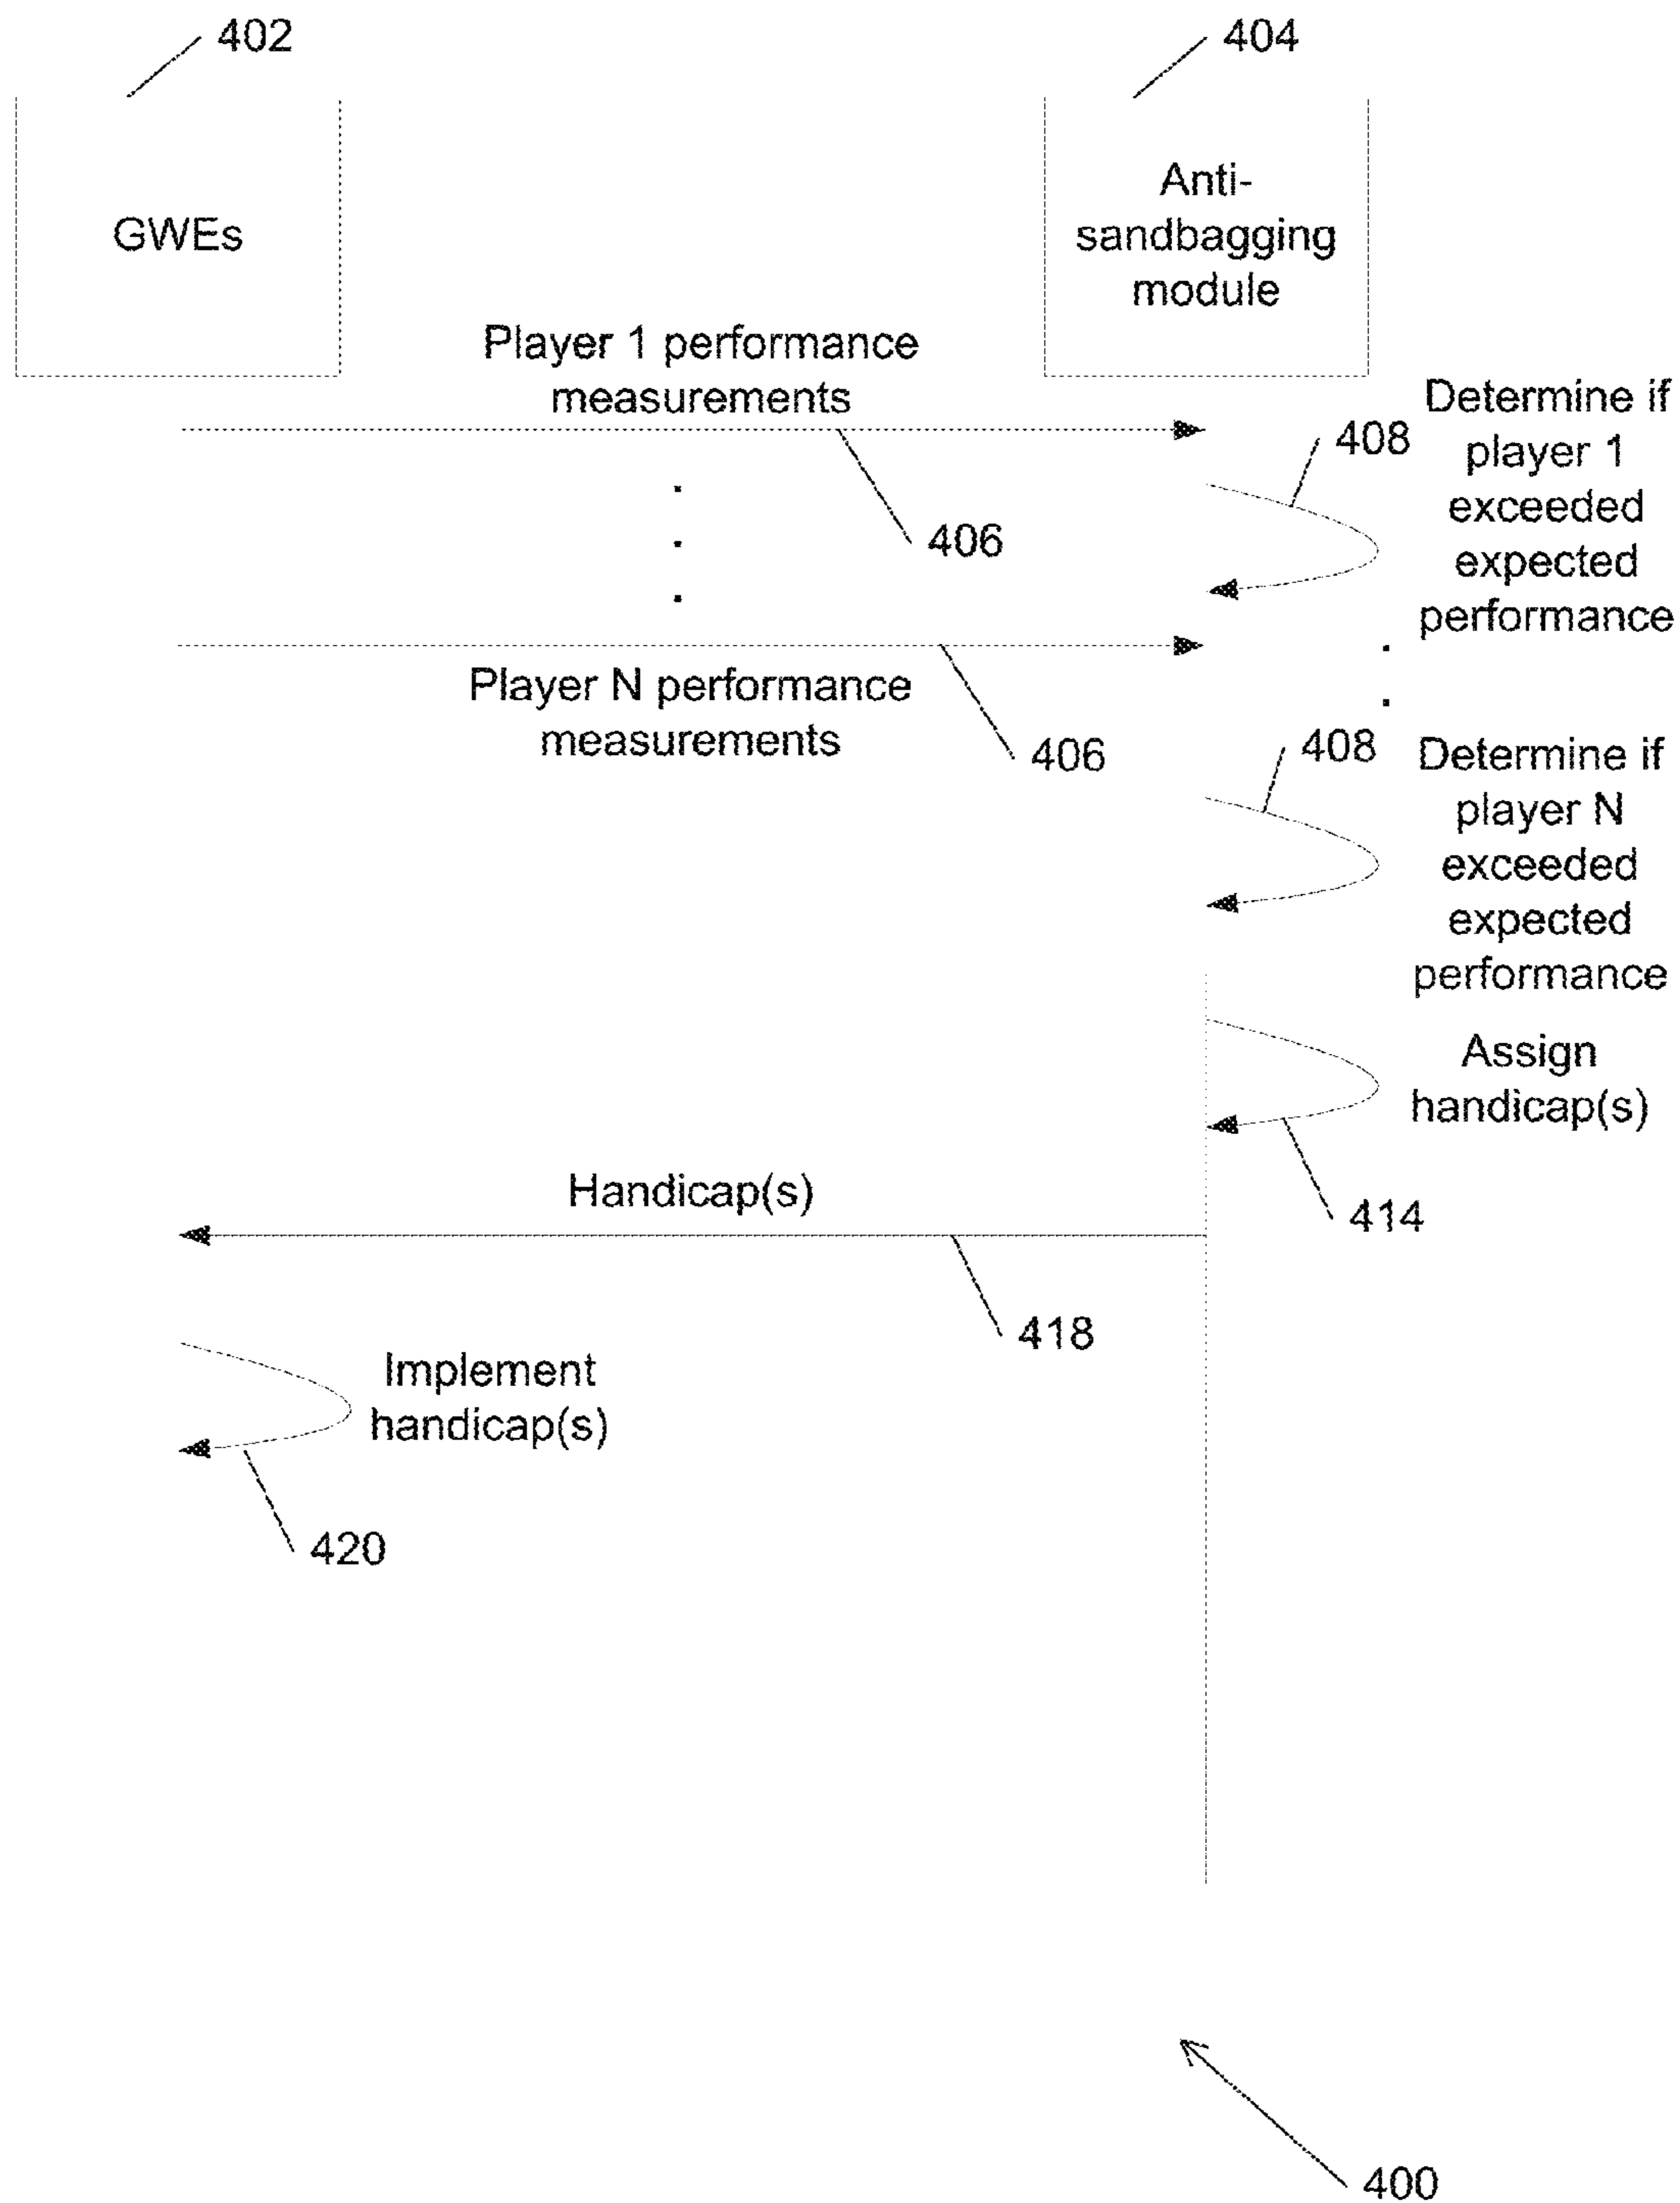 402
404
GWEs
Anti-
sandbagging
module
Player 1 performance
measurements
406
408
Determine if
player 1
exceeded
expected
performance
Player N performance
measurements
406
408
Determine if
player N
exceeded
expected
performance
Assign
handicap(s)
414
Handicap(s)
418
Implement
handicap(s)
420
400